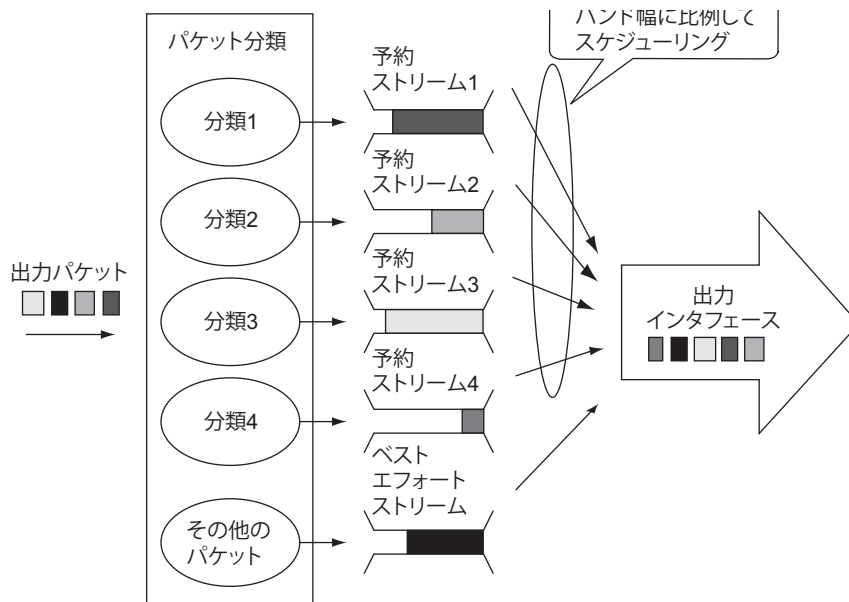 バンド幅に比例して
スケジューリング
パケット分類
予約
ストリーム1
分類1
予約
ストリーム2
分類2
出力パケット
予約
ストリーム3
分類3
出力
インタフェース
予約
ストリーム4
分類4
ベスト
エフォート
ストリーム
その他の
パケット